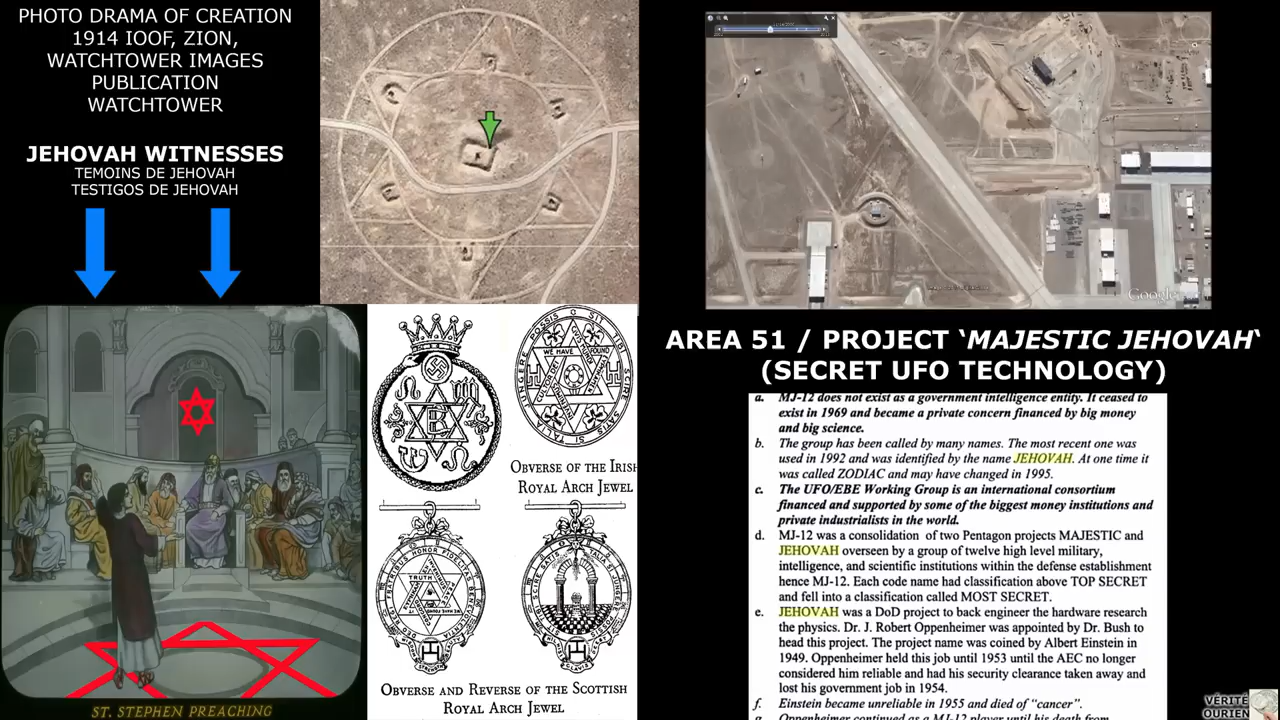 PHOTO DRAMA OF CREATION
1914 IOOF, ZION,
WATCHTOWER IMAGES
PUBLICATION
WATCHTOWER
JEHOVAH WITNESSES
TEMOINS DE JEHOVAH
TESTIGOS DE JEHOVAH
ST. STEPHEN PREACHING
WE HAVE FOUND
OBVERSE OF THE IRISH
ROYAL ARCH JEWEL
TRUTH
OBVERSE AND REVERSE OF THE SCOTTISH
ROYAL ARCH JEWEL
Google
AREA 51 / PROJECT ‘MAJESTIC JEHOVAH‘
(SECRET UFO TECHNOLOGY)
a. MJ-12 does not exist as a government intelligence entity. It ceased to
exist in 1969 and became a private concern financed by big money
and big science.
b. The group has been called by many names. The most recent one was
used in 1992 and was identified by the name JEHOVAH. At one time it
was called ZODIAC and may have changed in 1995.
c. The UFO/EBE Working Group is an international consortium
financed and supported by some of the biggest money institutions and
private industrialists in the world.
d. MJ-12 was a consolidation of two Pentagon projects MAJESTIC and
JEHOVAH overseen by a group of twelve high level military,
intelligence, and scientific institutions within the defense establishment
hence MJ-12. Each code name had classification above TOP SECRET
and fell into a classification called MOST SECRET.
e. JEHOVAH was a DoD project to back engineer the hardware research
the physics. Dr. J. Robert Oppenheimer was appointed by Dr. Bush to
head this project. The project name was coined by Albert Einstein in
1949. Oppenheimer held this job until 1953 until the AEC no longer
considered him reliable and had his security clearance taken away and
lost his government job in 1954.
f. Einstein became unreliable in 1955 and died of "cancer".
g. Oppenheimer continued as a MJ-12 player until his death from
VÉRITÉ
OURIEN